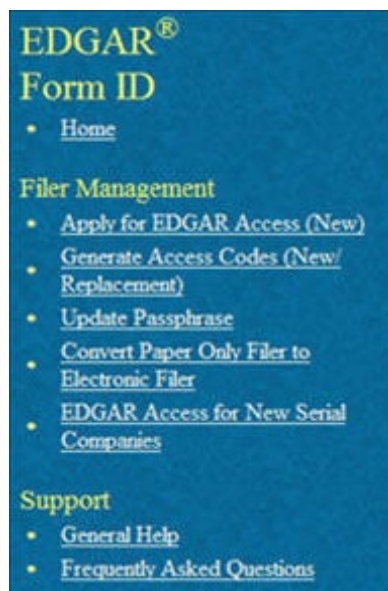 EDGAR®
Form ID
• Home
Filer Management
• Apply for EDGAR Access (New)
• Generate Access Codes (New/
Replacement)
• Update Passphrase
• Convert Paper Only Filer to
Electronic Filer
• EDGAR Access for New Serial
Companies
Support
• General Help
• Frequently Asked Questions